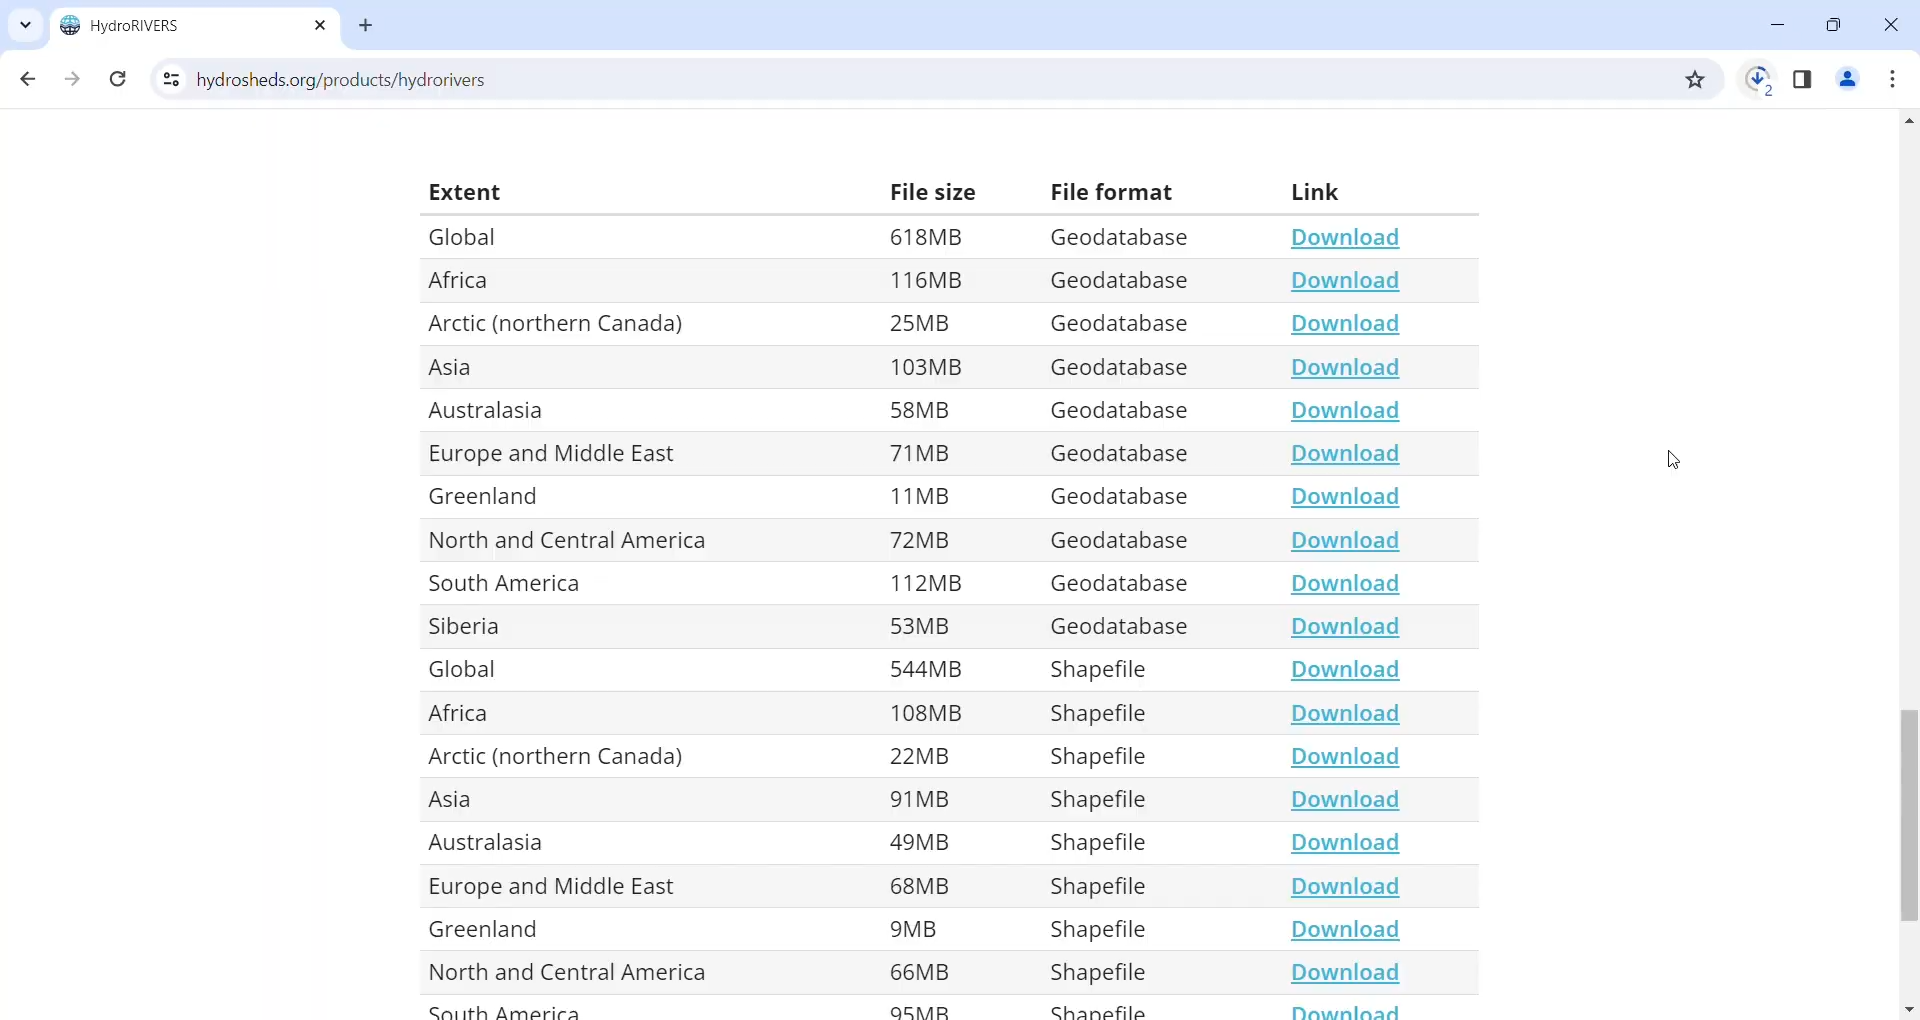 HydroRIVERS
hydrosheds.org/products/hydrorivers
2
Extent File size File format Link
Global 618MB Geodatabase Download
Africa 116MB Geodatabase Download
Arctic (northern Canada) 25MB Geodatabase Download
Asia 103MB Geodatabase Download
Australasia 58MB Geodatabase Download
Europe and Middle East 71MB Geodatabase Download
Greenland 11MB Geodatabase Download
North and Central America 72MB Geodatabase Download
South America 112MB Geodatabase Download
Siberia 53MB Geodatabase Download
Global 544MB Shapefile Download
Africa 108MB Shapefile Download
Arctic (northern Canada) 22MB Shapefile Download
Asia 91MB Shapefile Download
Australasia 49MB Shapefile Download
Europe and Middle East 68MB Shapefile Download
Greenland 9MB Shapefile Download
North and Central America 66MB Shapefile Download
South America 95MB Shapefile Download